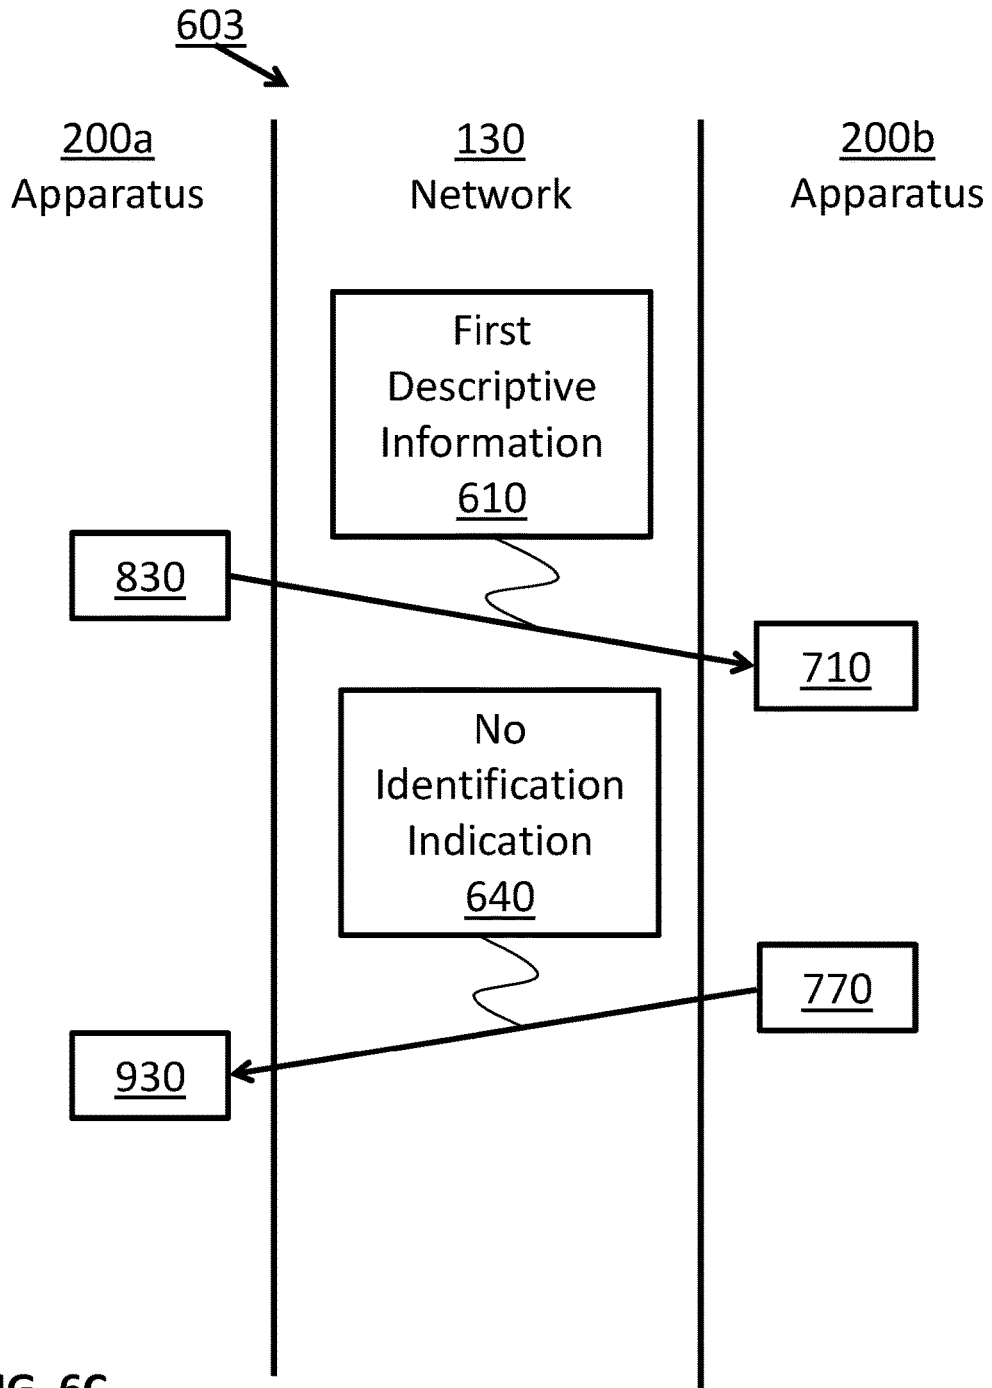 603
200a
Apparatus
130
Network
200b
Apparatus
First
Descriptive
Information
610
830
710
No
Identification
Indication
640
770
930